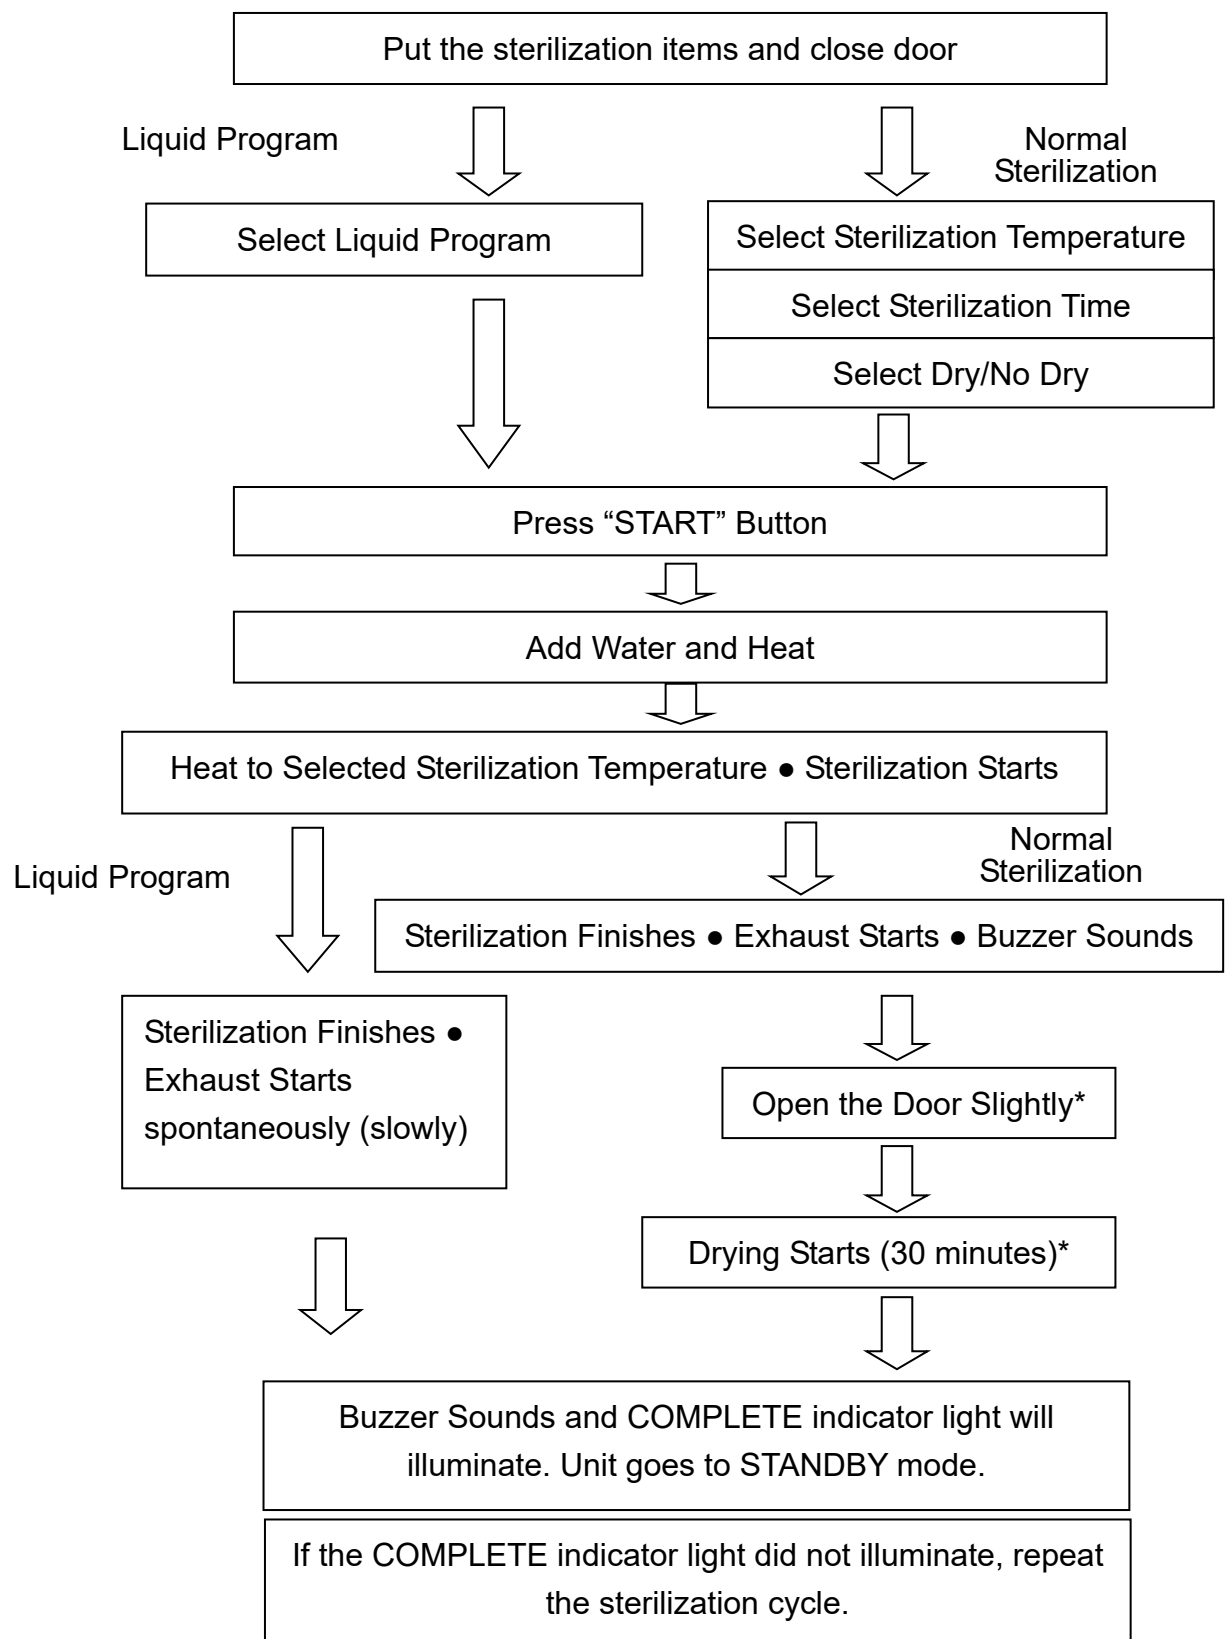 Put the sterilization items and close door
Liquid Program
Normal
Sterilization
Select Liquid Program
Select Sterilization Temperature
Select Sterilization Time
Select Dry/No Dry
Press “START” Button
Add Water and Heat
Heat to Selected Sterilization Temperature ● Sterilization Starts
Liquid Program
Normal
Sterilization
Sterilization Finishes ● Exhaust Starts ● Buzzer Sounds
Sterilization Finishes ●
Exhaust Starts
spontaneously (slowly)
Open the Door Slightly*
Drying Starts (30 minutes)*
Buzzer Sounds and COMPLETE indicator light will
illuminate. Unit goes to STANDBY mode.
If the COMPLETE indicator light did not illuminate, repeat
the sterilization cycle.